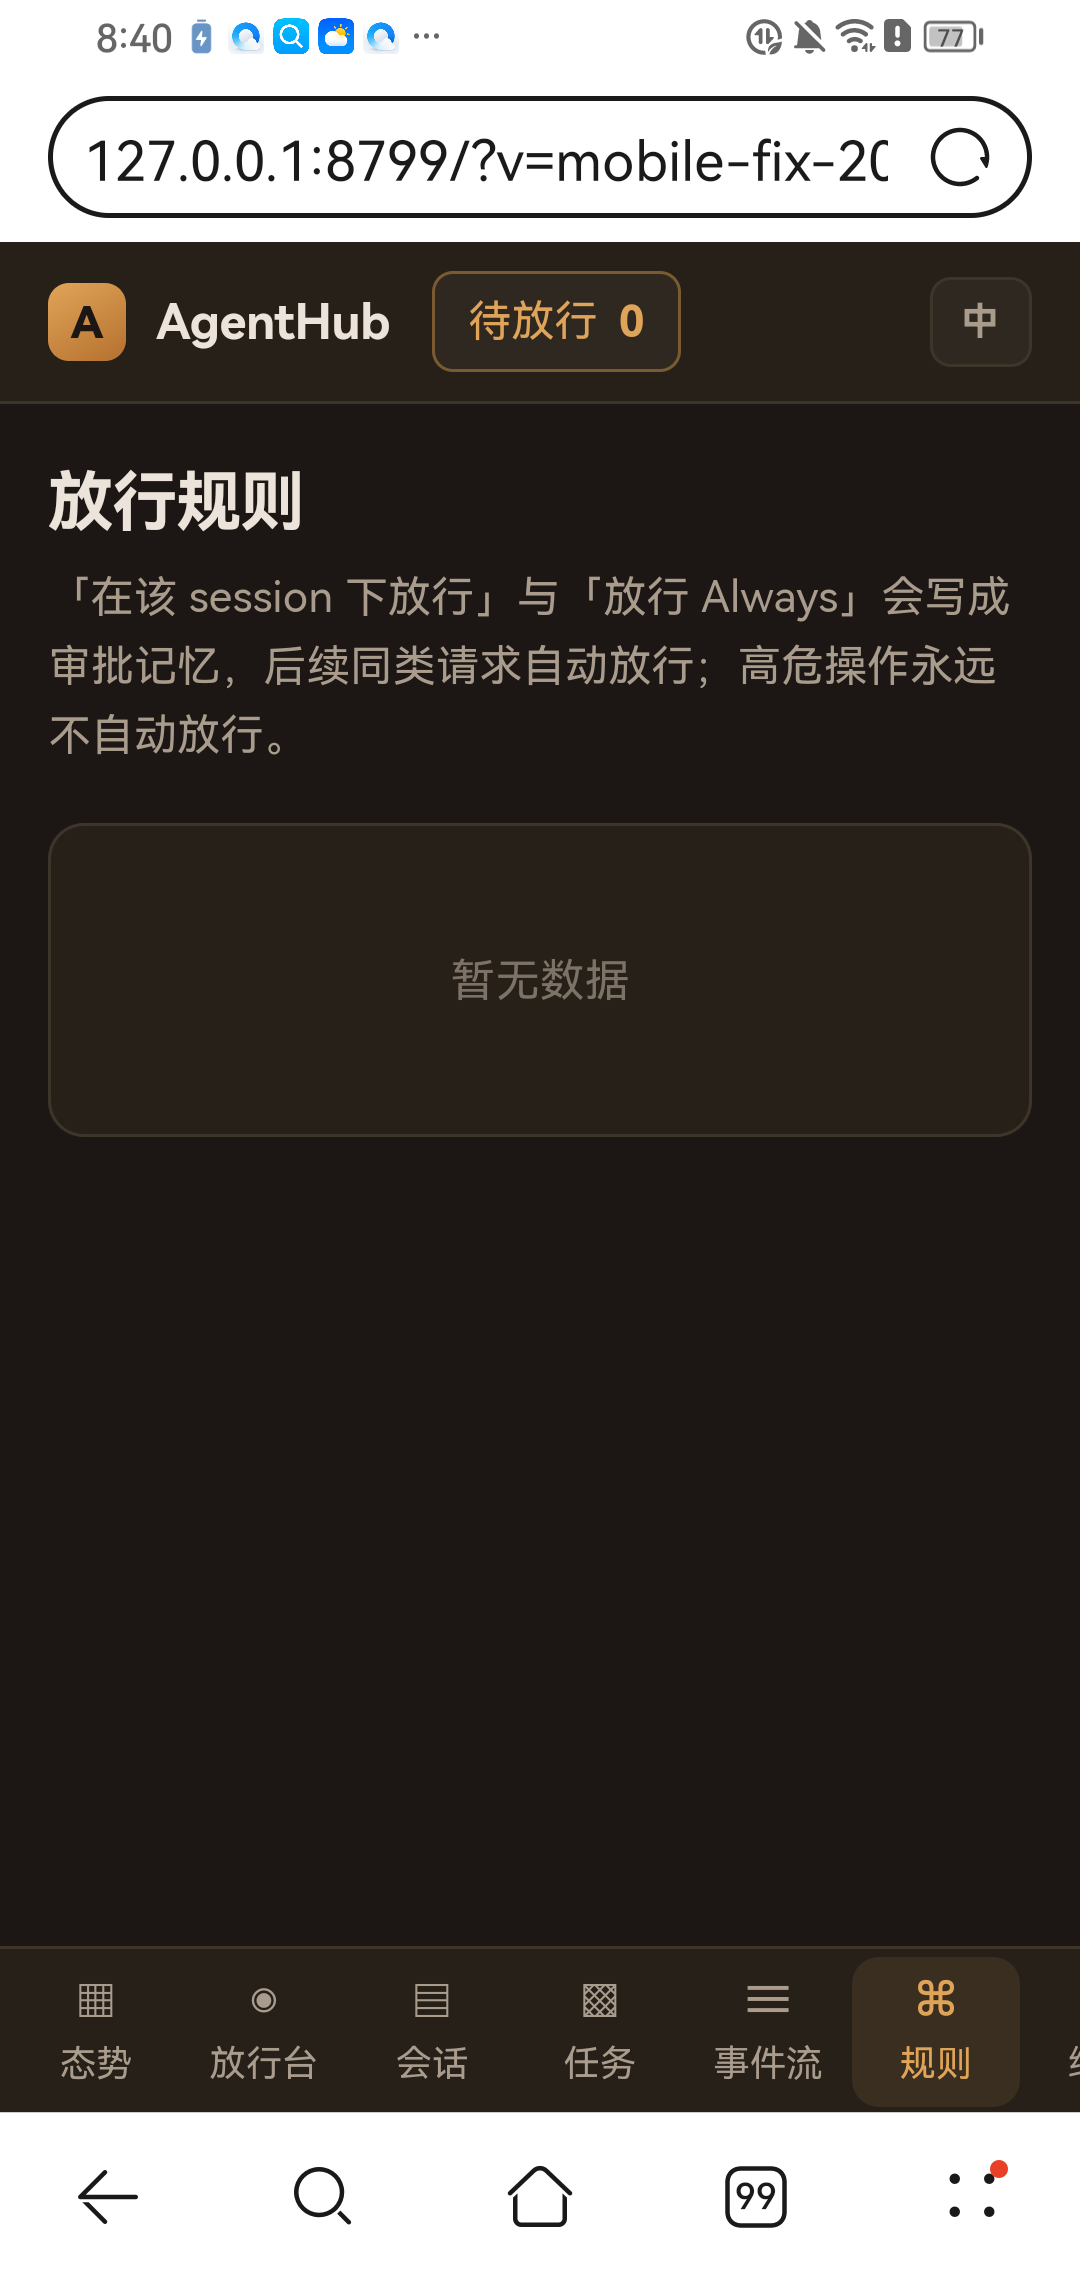 8:40
77
127.0.0.1:8799/?v=mobile-fix-20
A AgentHub 待放行 0 中
放行规则
「在该 session 下放行」与「放行 Always」会写成
审批记忆，后续同类请求自动放行；高危操作永远
不自动放行。
暂无数据
态势 放行台 会话 任务 事件流 规则
99